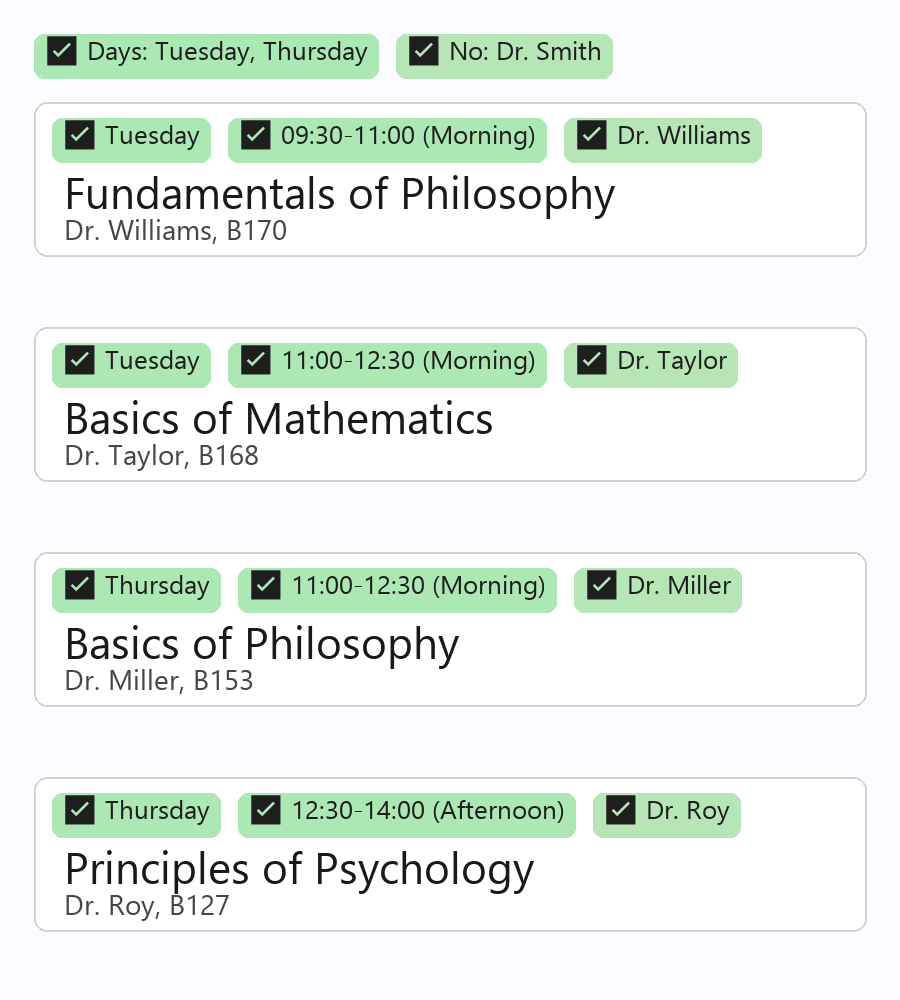 Days: Tuesday, Thursday No: Dr. Smith
Tuesday 09:30-11:00 (Morning) Dr. Williams
Fundamentals of Philosophy
Dr. Williams, B170
Tuesday 11:00-12:30 (Morning) Dr. Taylor
Basics of Mathematics
Dr. Taylor, B168
Thursday 11:00-12:30 (Morning) Dr. Miller
Basics of Philosophy
Dr. Miller, B153
Thursday 12:30-14:00 (Afternoon) Dr. Roy
Principles of Psychology
Dr. Roy, B127